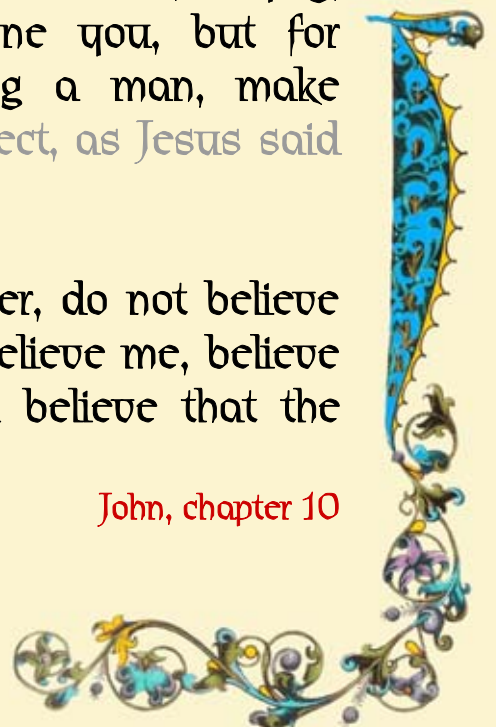 ne you, but for
g a man, make
ect, as Jesus said
er, do not believe
elieve me, believe
believe that the
John, chapter 10